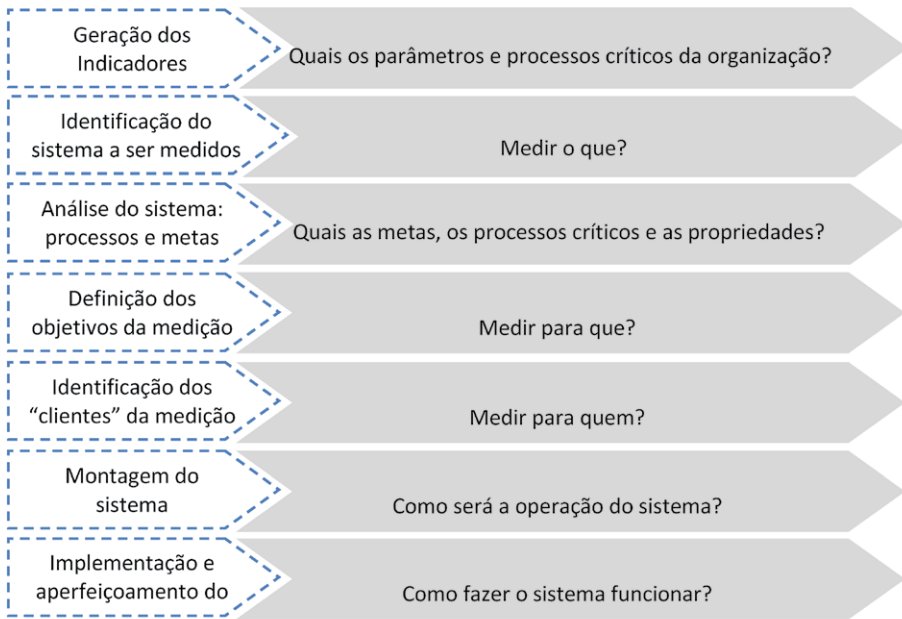 Geração dos
Indicadores
Quais os parâmetros e processos críticos da organização?
Identificação do
sistema a ser medidos
Medir o que?
Análise do sistema:
processos e metas
Quais as metas, os processos críticos e as propriedades?
Definição dos
objetivos da medição
Medir para que?
Identificação dos
“clientes” da medição
Medir para quem?
Montagem do
sistema
Como será a operação do sistema?
Implementação e
aperfeiçoamento do
Como fazer o sistema funcionar?